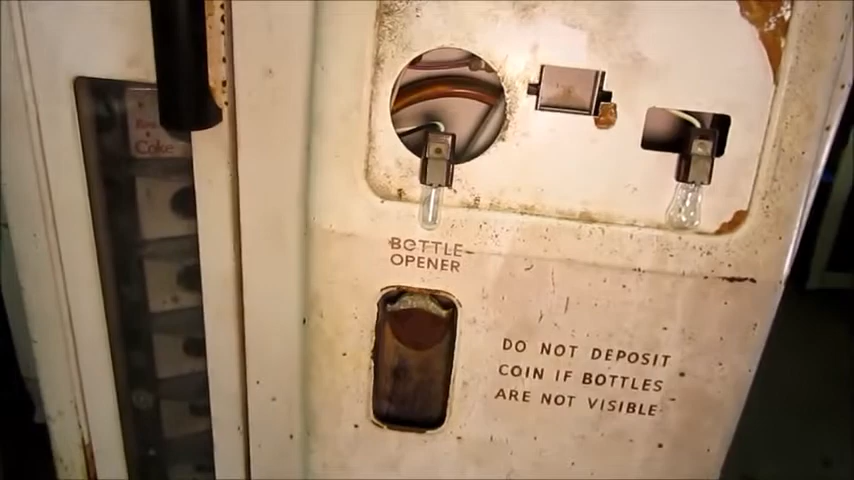 Coke
BOTTLE
OPENER
DO NOT DEPOSIT
COIN IF BOTTLES
ARE NOT VISIBLE